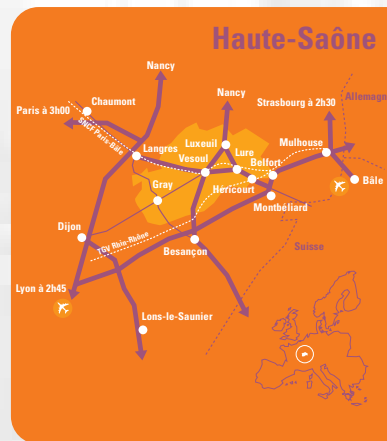 Haute-Saône
Nancy
Nancy
Chaumont
Paris à 3h00
SNCF Paris-Bâle
Strasbourg à 2h30
Allemagne
Langres
Luxeuil
Vesoul
Lure
Belfort
Mulhouse
Bâle
Gray
Héricourt
Montbéliard
Dijon
TGV Rhin-Rhône
Besançon
Suisse
Lyon à 2h45
Lons-le-Saunier